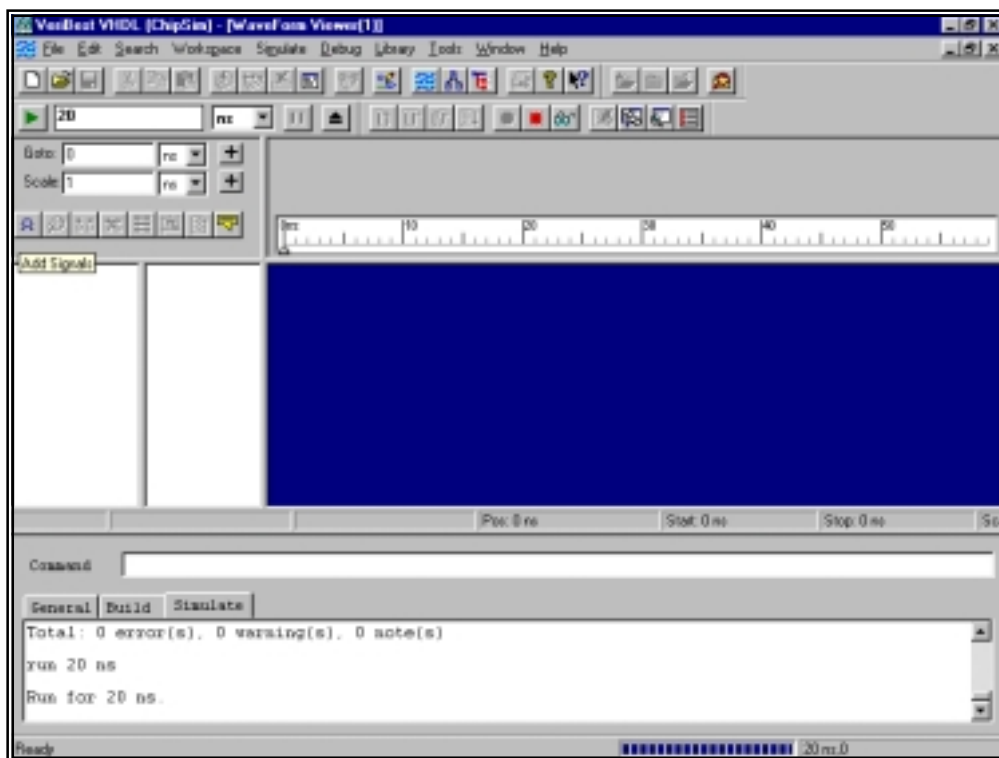 VeriBest VHDL (ChipSim) - [WaveForm Viewer(1)]
File Edit Search Workspace Simulate Debug Library Tools Window Help
20 ns
Goto: 0 ns
Scale: 1 ns
Add Signals
0ns 10 20 30 40 50
Pos: 0 ns Start: 0 ns Stop: 0 ns Sc
Command
General Build Simulate
Total: 0 error(s), 0 warning(s), 0 note(s)
run 20 ns
Run for 20 ns.
Ready 20 ns.0